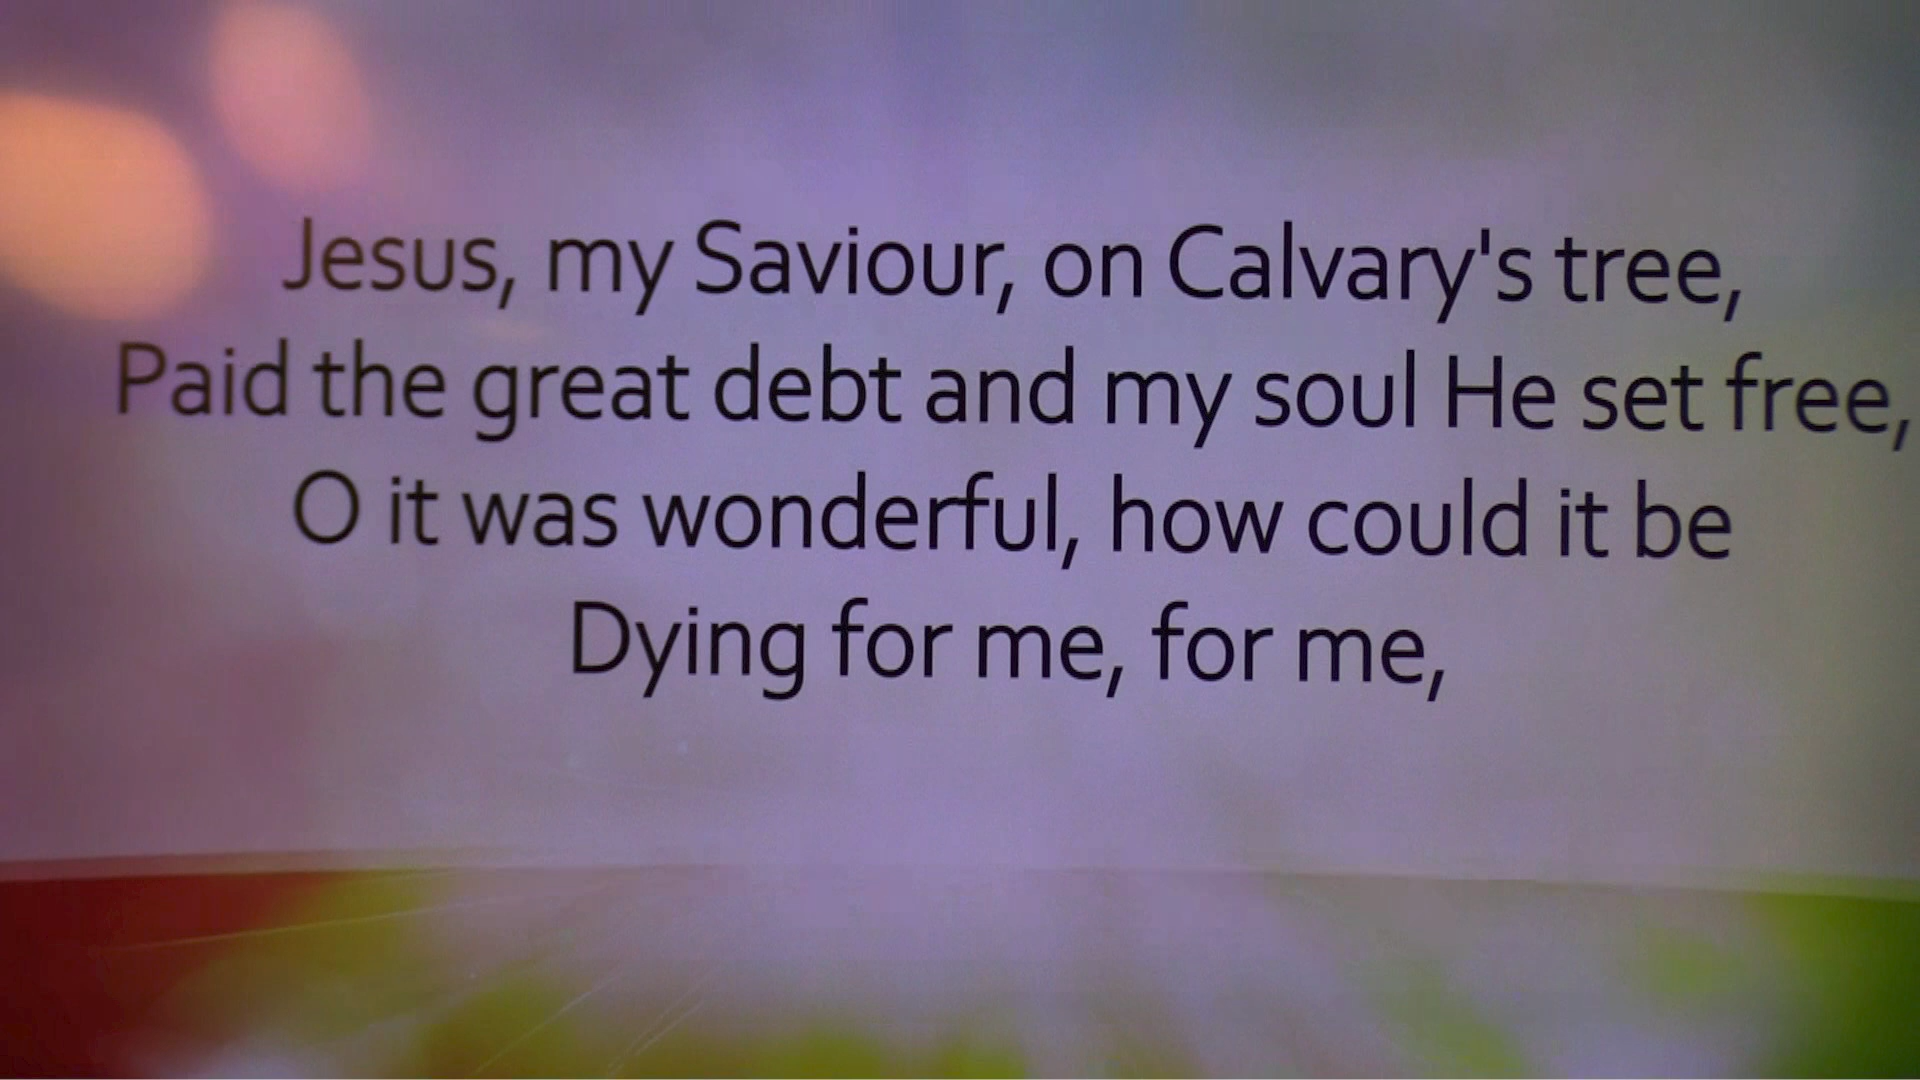 Jesus, my Saviour, on Calvary's tree,
Paid the great debt and my soul He set free,
O it was wonderful, how could it be
Dying for me, for me,